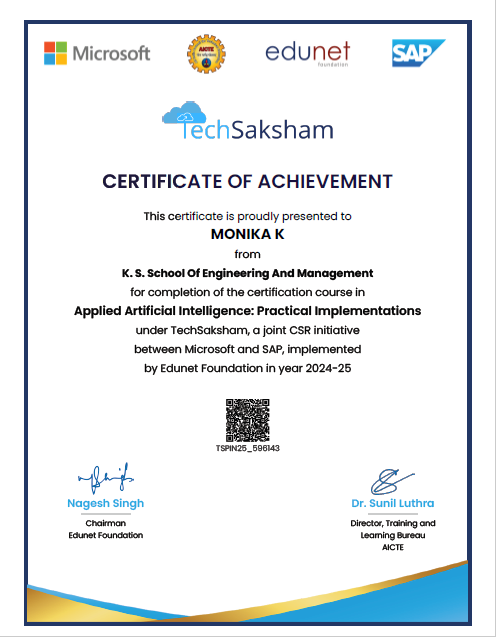 Microsoft
AICTE
edunet
foundation
SAP
TechSaksham
CERTIFICATE OF ACHIEVEMENT
This certificate is proudly presented to
MONIKA K
from
K. S. School Of Engineering And Management
for completion of the certification course in
Applied Artificial Intelligence: Practical Implementations
under TechSaksham, a joint CSR initiative
between Microsoft and SAP, implemented
by Edunet Foundation in year 2024-25
TSPIN25_596143
Nagesh Singh
Chairman
Edunet Foundation
Dr. Sunil Luthra
Director, Training and
Learning Bureau
AICTE